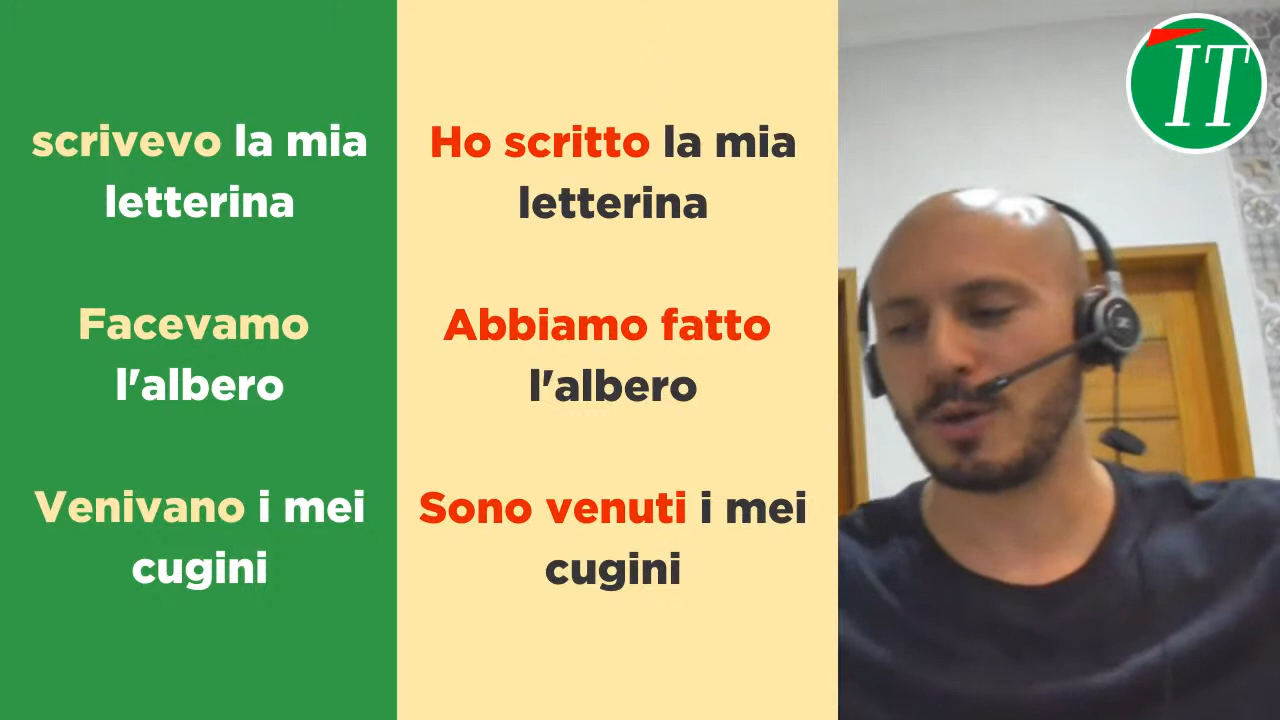 scrivevo la mia
letterina
Facevamo
l'albero
Venivano i mei
cugini
Ho scritto la mia
letterina
Abbiamo fatto
l'albero
Sono venuti i mei
cugini
IT